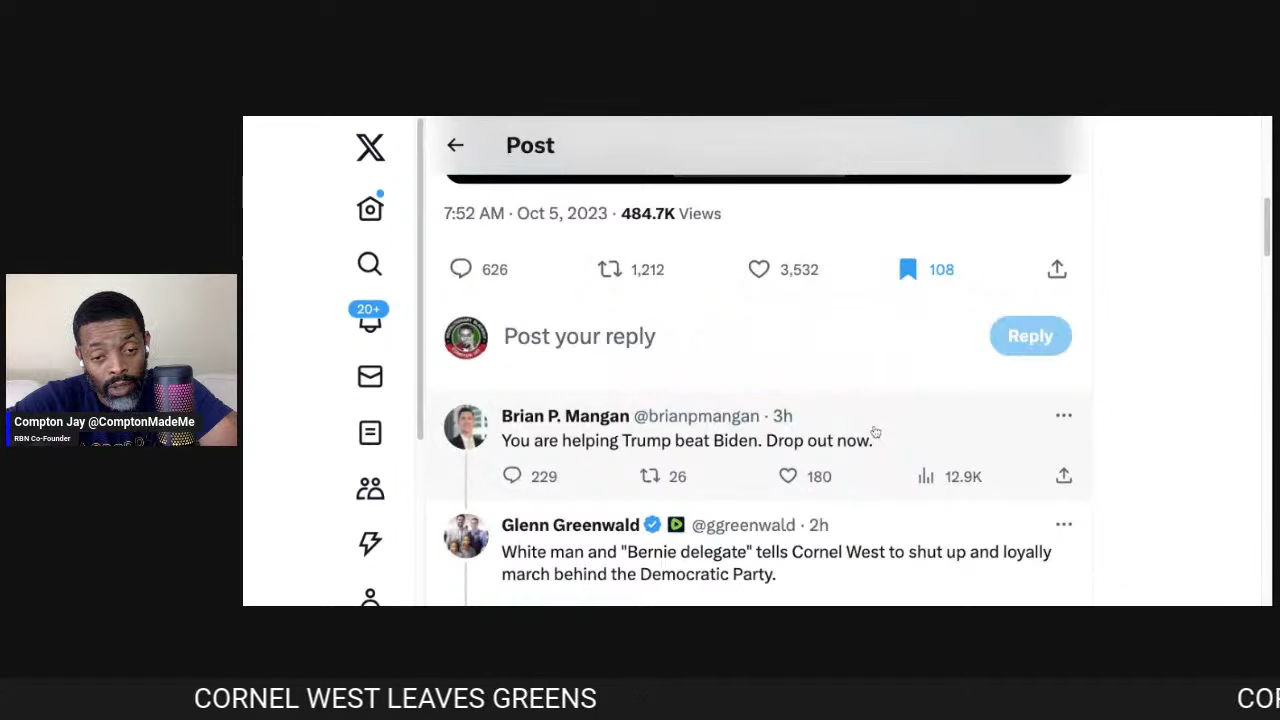 Post
7:52 AM · Oct 5, 2023 · 484.7K Views
626 1,212 3,532 108
20+
Post your reply
Reply
Brian P. Mangan @brianpmangan · 3h
You are helping Trump beat Biden. Drop out now.
229 26 180 12.9K
Glenn Greenwald @ggreenwald · 2h
White man and "Bernie delegate" tells Cornel West to shut up and loyally
march behind the Democratic Party.
Compton Jay @ComptonMadeMe
RBN Co-Founder
CORNEL WEST LEAVES GREENS